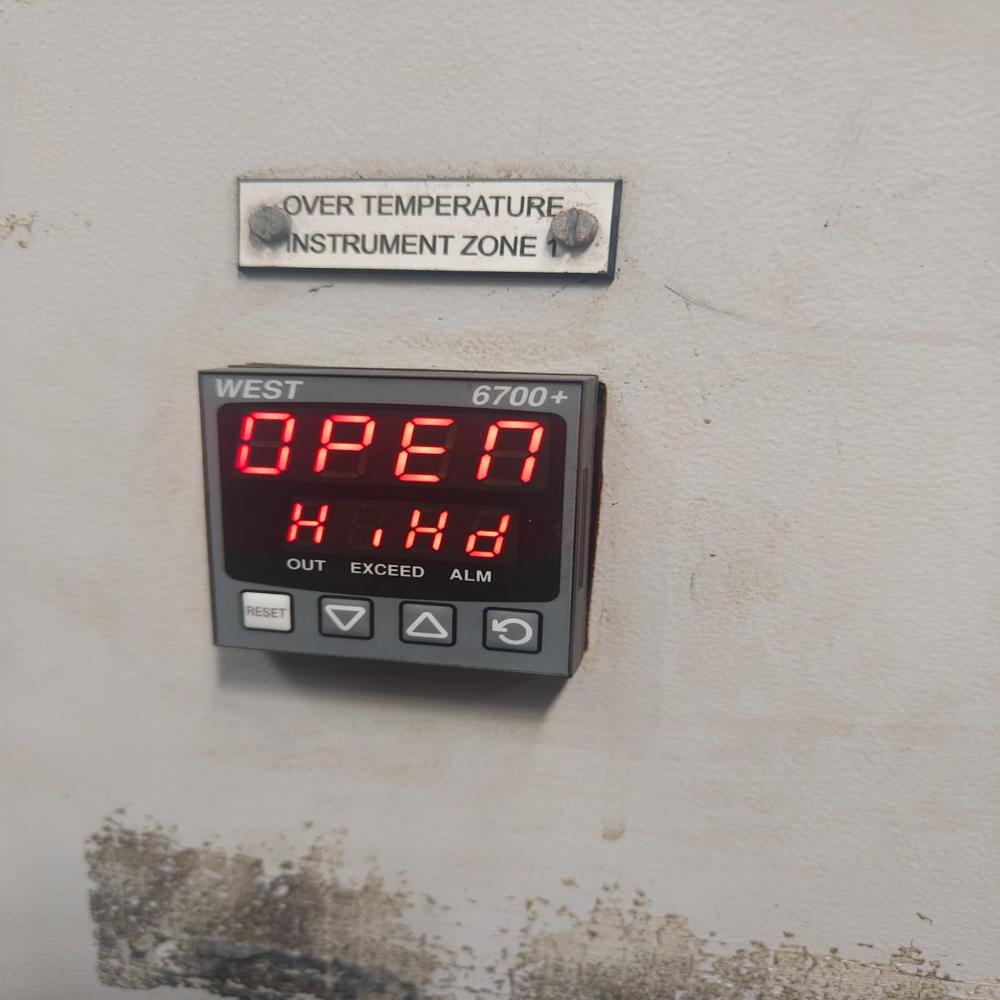 OVER TEMPERATURE
INSTRUMENT ZONE 1
WEST 6700+
OPEn
HiHd
OUT EXCEED ALM
RESET